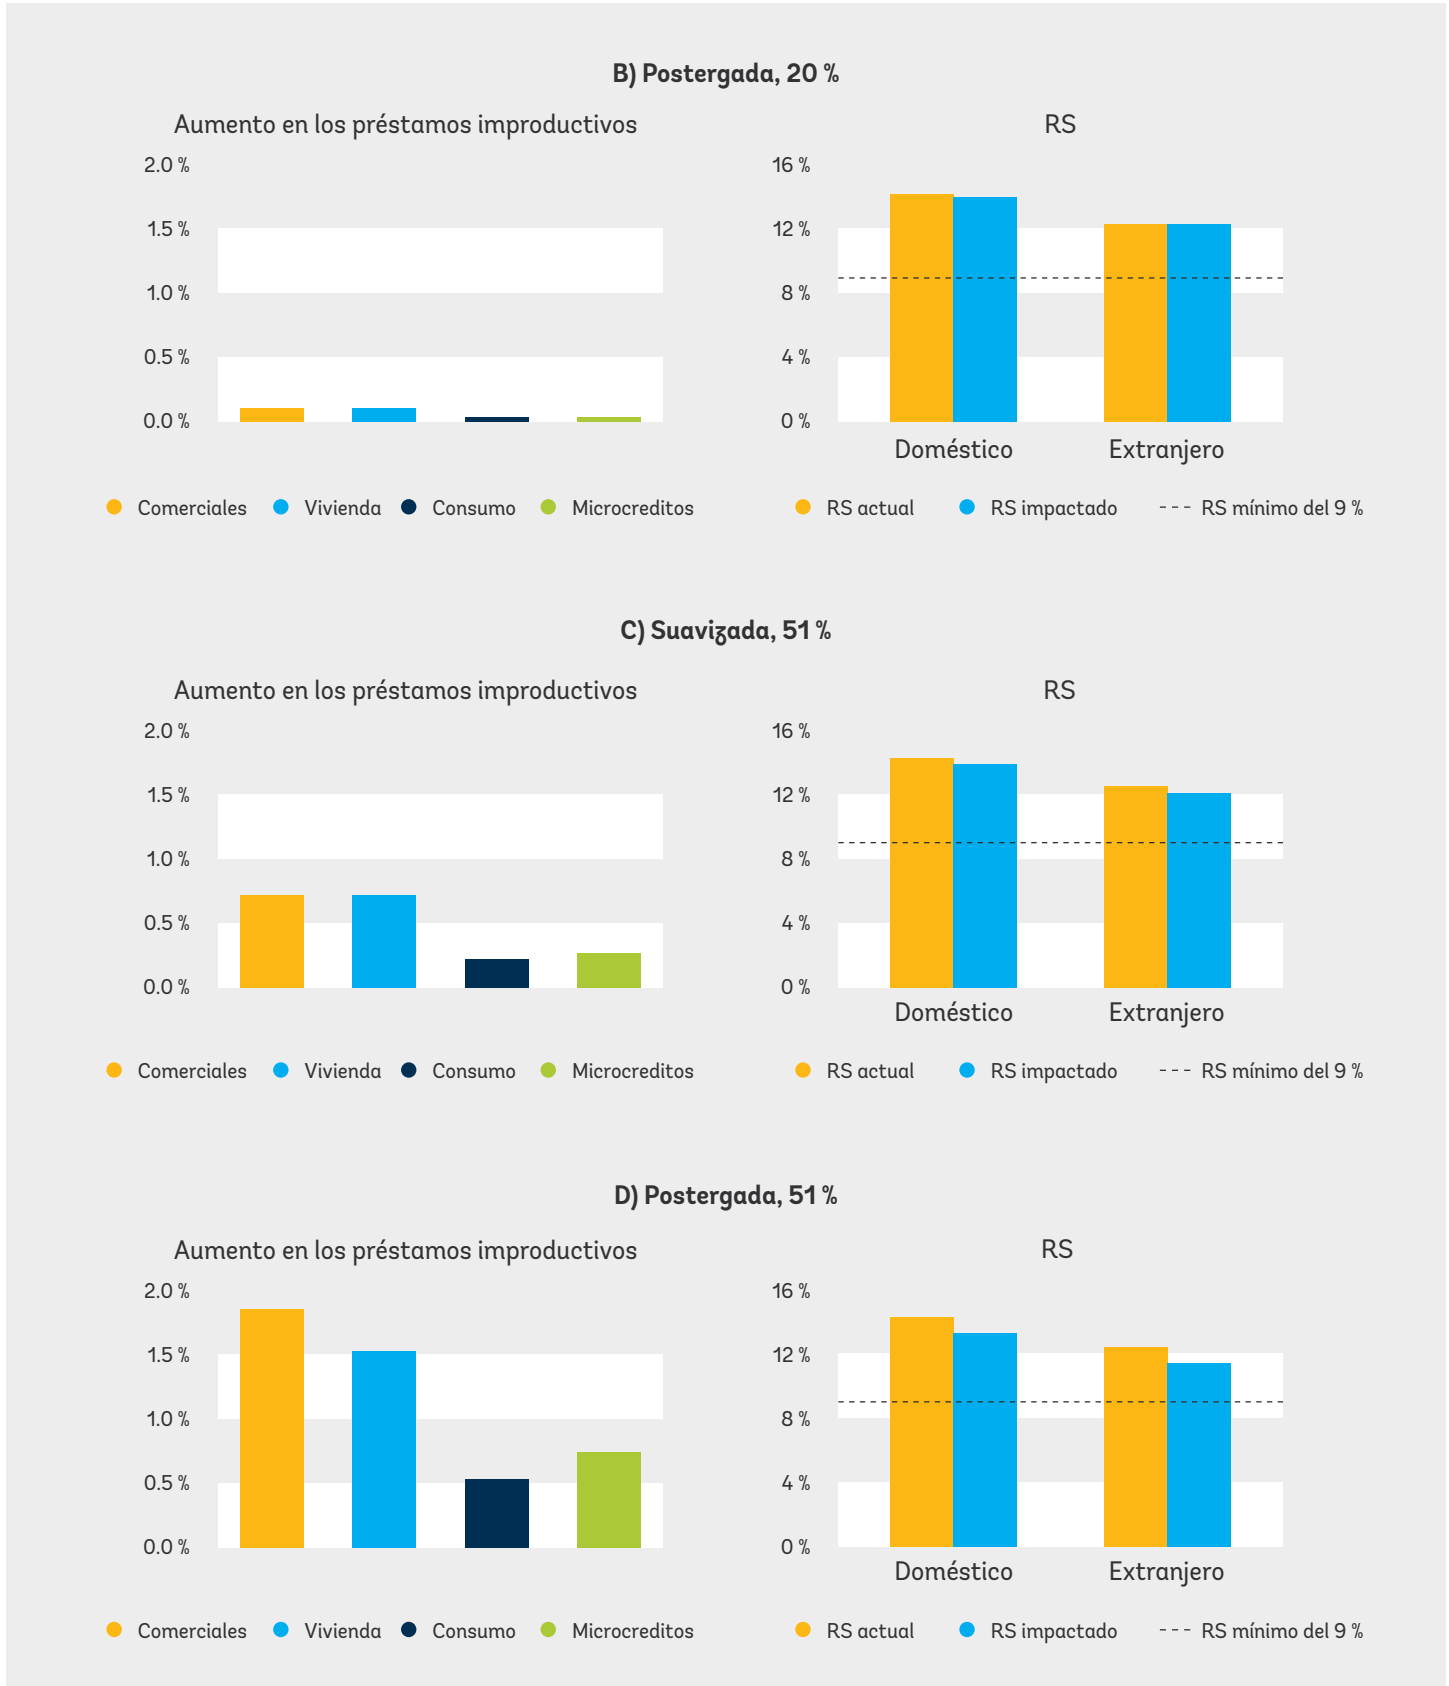 B) Postergada, 20 %
Aumento en los préstamos improductivos
2.0 %
1.5 %
1.0 %
0.5 %
0.0 %
Comerciales Vivienda Consumo Microcreditos
RS
16 %
12 %
8 %
4 %
0 %
Doméstico Extranjero
RS actual RS impactado --- RS mínimo del 9 %
C) Suavizada, 51 %
Aumento en los préstamos improductivos
2.0 %
1.5 %
1.0 %
0.5 %
0.0 %
Comerciales Vivienda Consumo Microcreditos
RS
16 %
12 %
8 %
4 %
0 %
Doméstico Extranjero
RS actual RS impactado --- RS mínimo del 9 %
D) Postergada, 51 %
Aumento en los préstamos improductivos
2.0 %
1.5 %
1.0 %
0.5 %
0.0 %
Comerciales Vivienda Consumo Microcreditos
RS
16 %
12 %
8 %
4 %
0 %
Doméstico Extranjero
RS actual RS impactado --- RS mínimo del 9 %